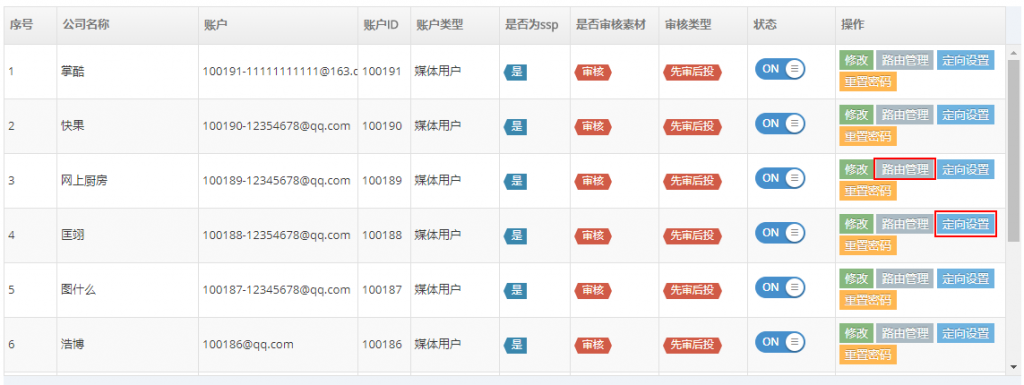 序号 公司名称 账户 账户ID 账户类型 是否为ssp 是否审核素材 审核类型 状态 操作
1 掌酷 100191-11111111111@163.c 100191 媒体用户 是 审核 先审后投 ON 修改 路由管理 定向设置
重置密码
2 快果 100190-12354678@qq.com 100190 媒体用户 是 审核 先审后投 ON 修改 路由管理 定向设置
重置密码
3 网上厨房 100189-12345678@qq.com 100189 媒体用户 是 审核 先审后投 ON 修改 路由管理 定向设置
重置密码
4 匡翊 100188-12345678@qq.com 100188 媒体用户 是 审核 先审后投 ON 修改 路由管理 定向设置
重置密码
5 图什么 100187-12345678@qq.com 100187 媒体用户 是 审核 先审后投 ON 修改 路由管理 定向设置
重置密码
6 浩博 100186@qq.com 100186 媒体用户 是 审核 先审后投 ON 修改 路由管理 定向设置
重置密码